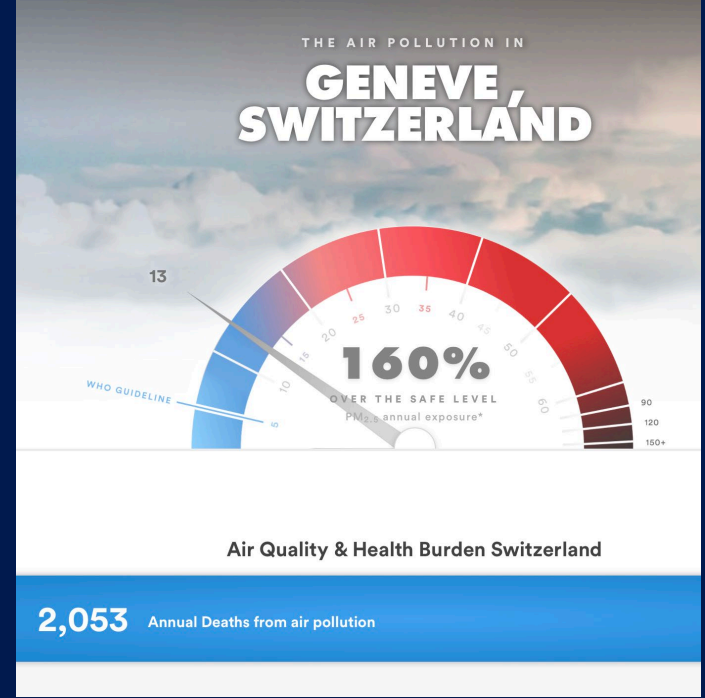 THE AIR POLLUTION IN
GENEVE,
SWITZERLAND
13
WHO GUIDELINE
5
10
15
20
25
30
35
40
45
50
55
60
90
120
150+
160%
OVER THE SAFE LEVEL
PM2.5 annual exposure*
Air Quality & Health Burden Switzerland
2,053 Annual Deaths from air pollution